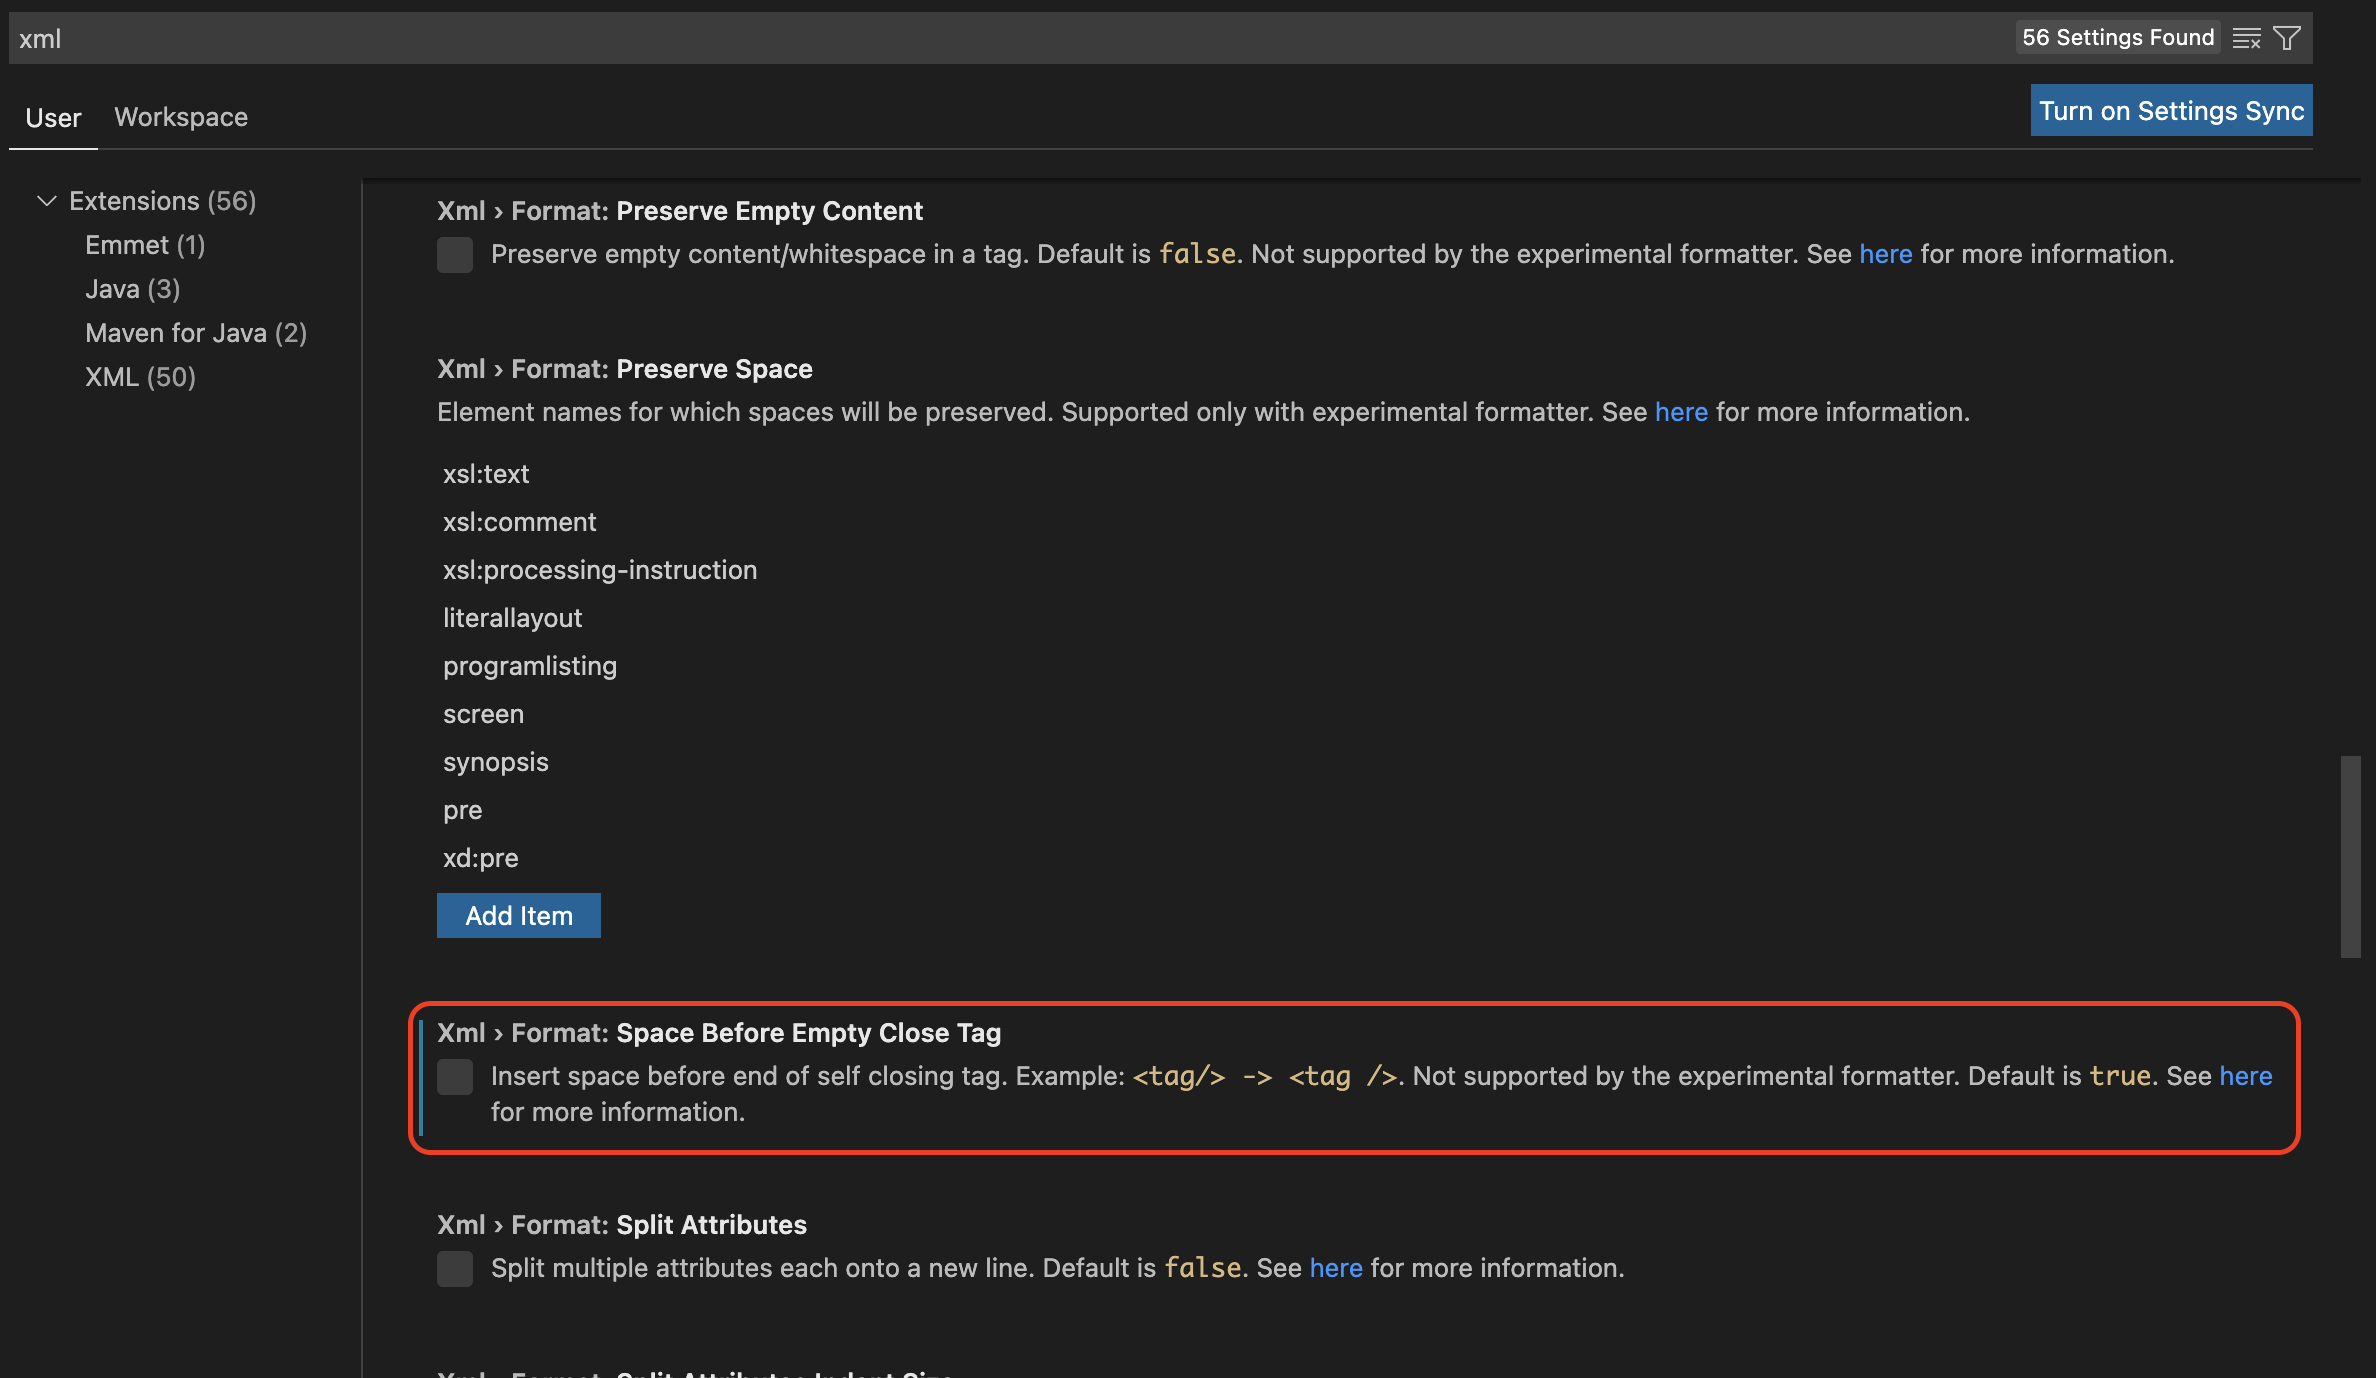 xml
56 Settings Found
User
Workspace
Turn on Settings Sync
Extensions (56)
Emmet (1)
Java (3)
Maven for Java (2)
XML (50)
Xml › Format: Preserve Empty Content
Preserve empty content/whitespace in a tag. Default is false. Not supported by the experimental formatter. See here for more information.
Xml › Format: Preserve Space
Element names for which spaces will be preserved. Supported only with experimental formatter. See here for more information.
xsl:text
xsl:comment
xsl:processing-instruction
literallayout
programlisting
screen
synopsis
pre
xd:pre
Add Item
Xml › Format: Space Before Empty Close Tag
Insert space before end of self closing tag. Example: <tag/> -> <tag />. Not supported by the experimental formatter. Default is true. See here
for more information.
Xml › Format: Split Attributes
Split multiple attributes each onto a new line. Default is false. See here for more information.
Xml › Format: Split Attributes Indent Size